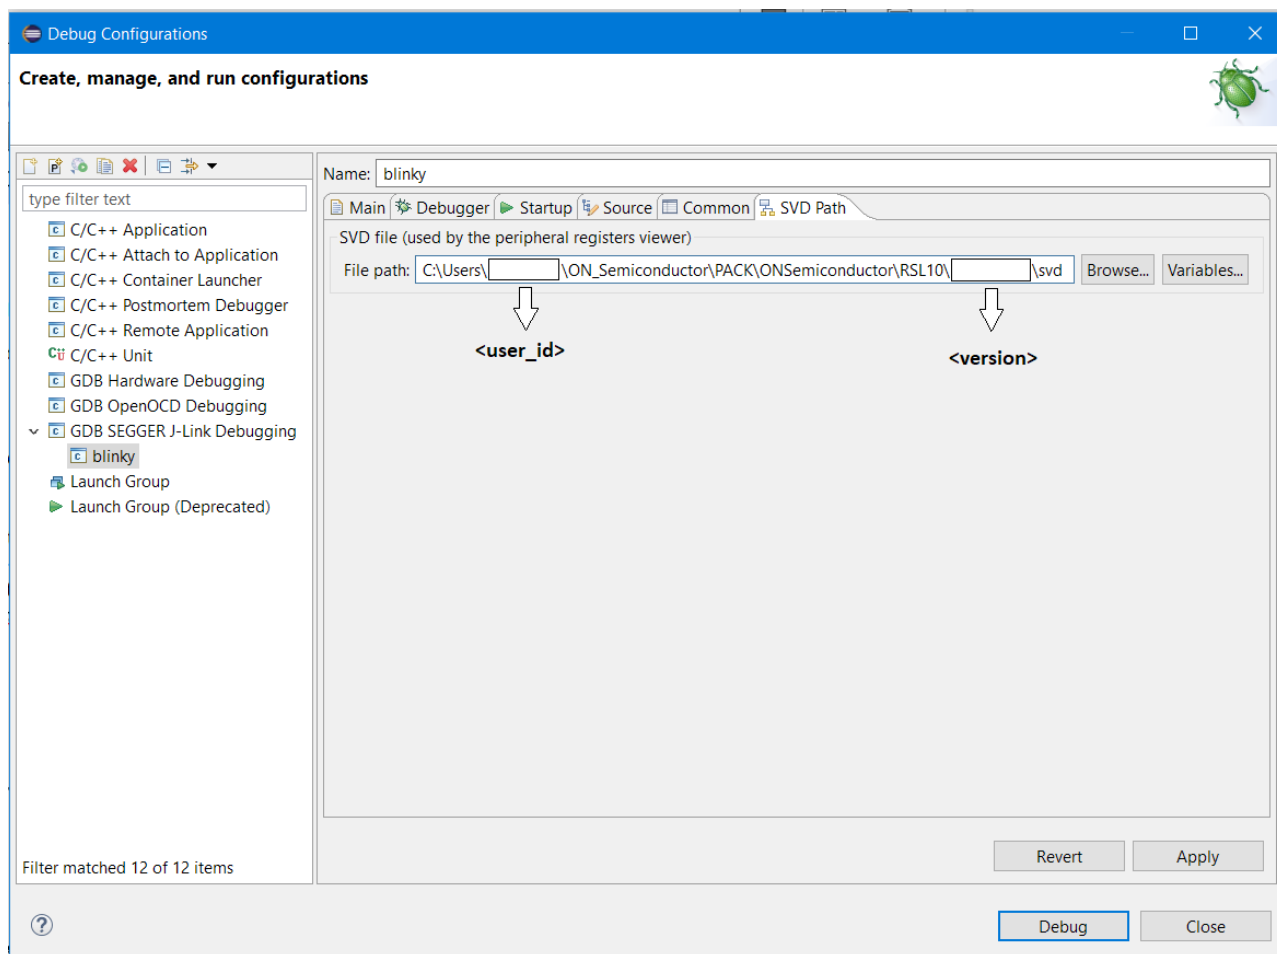 Debug Configurations
Create, manage, and run configurations
type filter text
C/C++ Application
C/C++ Attach to Application
C/C++ Container Launcher
C/C++ Postmortem Debugger
C/C++ Remote Application
C/C++ Unit
GDB Hardware Debugging
GDB OpenOCD Debugging
GDB SEGGER J-Link Debugging
blinky
Launch Group
Launch Group (Deprecated)
Filter matched 12 of 12 items
Name: blinky
Main Debugger Startup Source Common SVD Path
SVD file (used by the peripheral registers viewer)
File path: C:\Users\ \ON_Semiconductor\PACK\ONSemiconductor\RSL10\ \svd Browse... Variables...
<user_id> <version>
Revert Apply
Debug Close